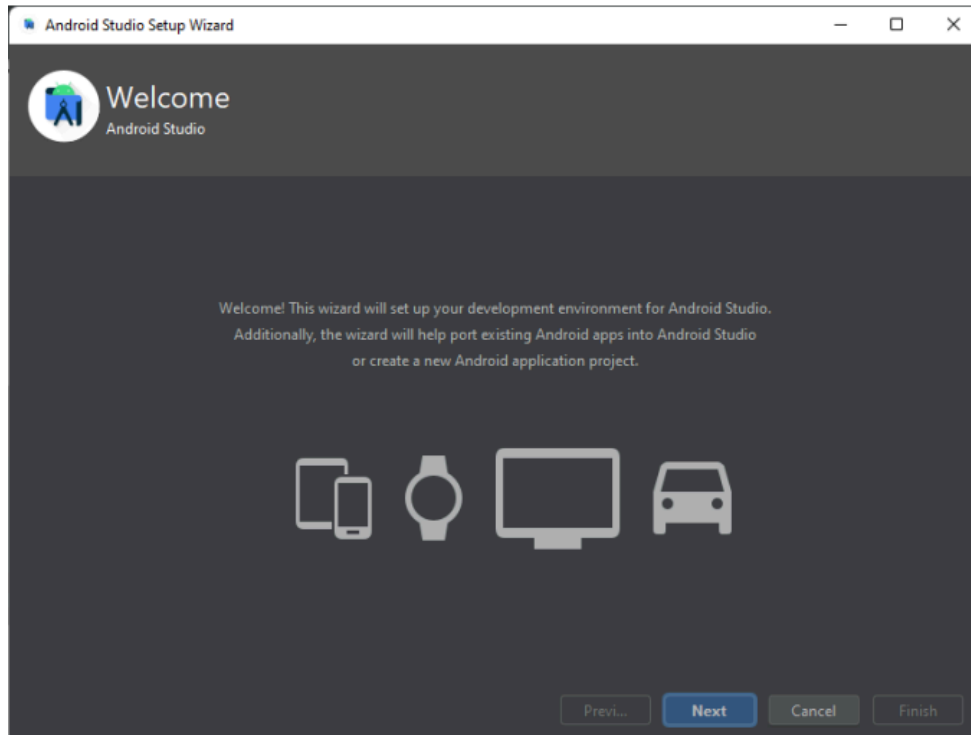 Android Studio Setup Wizard
Welcome
Android Studio
Welcome! This wizard will set up your development environment for Android Studio.
Additionally, the wizard will help port existing Android apps into Android Studio
or create a new Android application project.
Previ... Next Cancel Finish